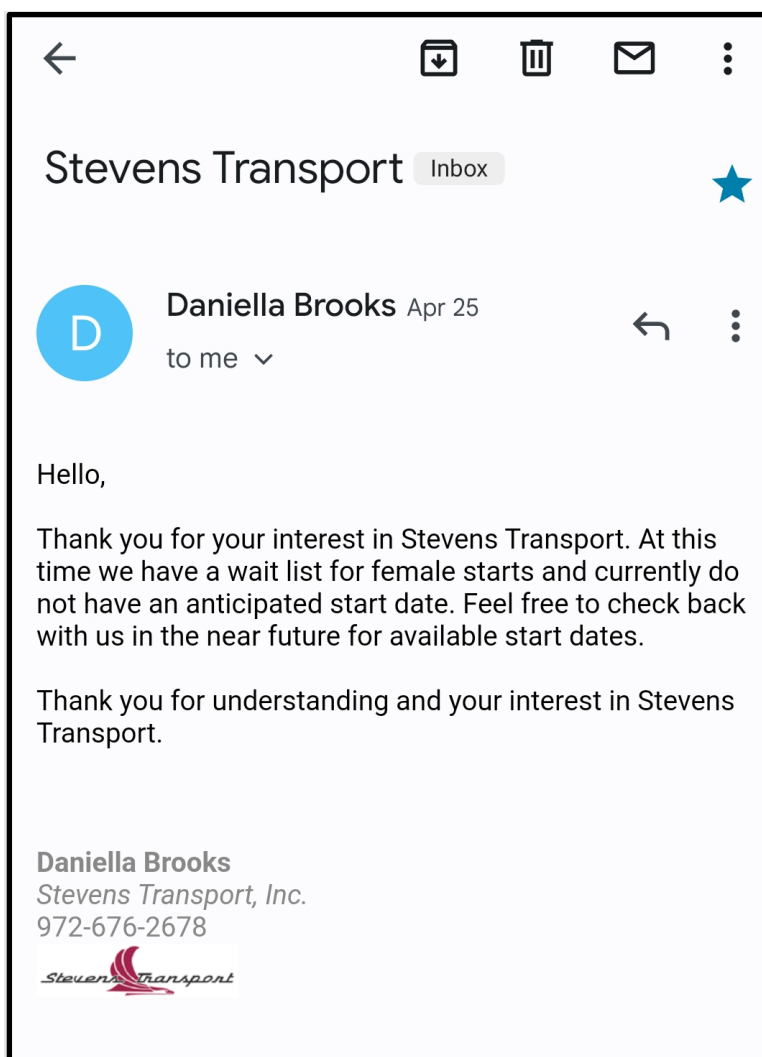 Stevens Transport Inbox
D
Daniella Brooks Apr 25
to me
Hello,
Thank you for your interest in Stevens Transport. At this
time we have a wait list for female starts and currently do
not have an anticipated start date. Feel free to check back
with us in the near future for available start dates.
Thank you for understanding and your interest in Stevens
Transport.
Daniella Brooks
Stevens Transport, Inc.
972-676-2678
Stevens Transport